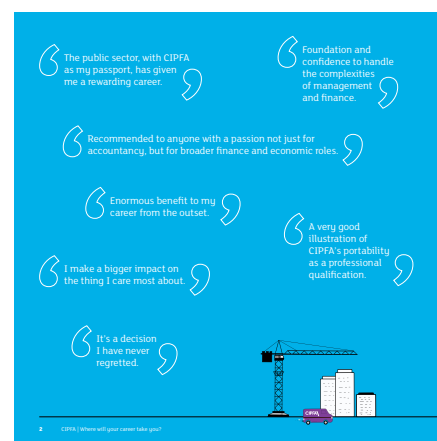 The public sector, with CIPFA
as my passport, has given
me a rewarding career.
Foundation and
confidence to handle
the complexities
of management
and finance.
Recommended to anyone with a passion not just for
accountancy, but for broader finance and economic roles.
Enormous benefit to my
career from the outset.
A very good
illustration of
CIPFA's portability
as a professional
qualification.
I make a bigger impact on
the thing I care most about.
It's a decision
I have never
regretted.
CIPFA
2 CIPFA | Where will your career take you?